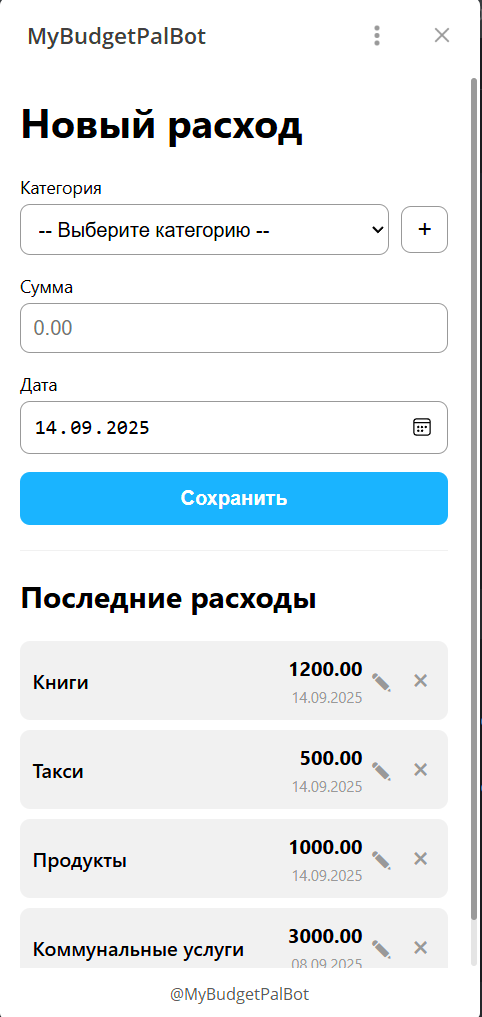 MyBudgetPalBot
Новый расход
Категория
-- Выберите категорию --
+
Сумма
0.00
Дата
14.09.2025
Сохранить
Последние расходы
Книги
1200.00
14.09.2025
Такси
500.00
14.09.2025
Продукты
1000.00
14.09.2025
Коммунальные услуги
3000.00
08.09.2025
@MyBudgetPalBot